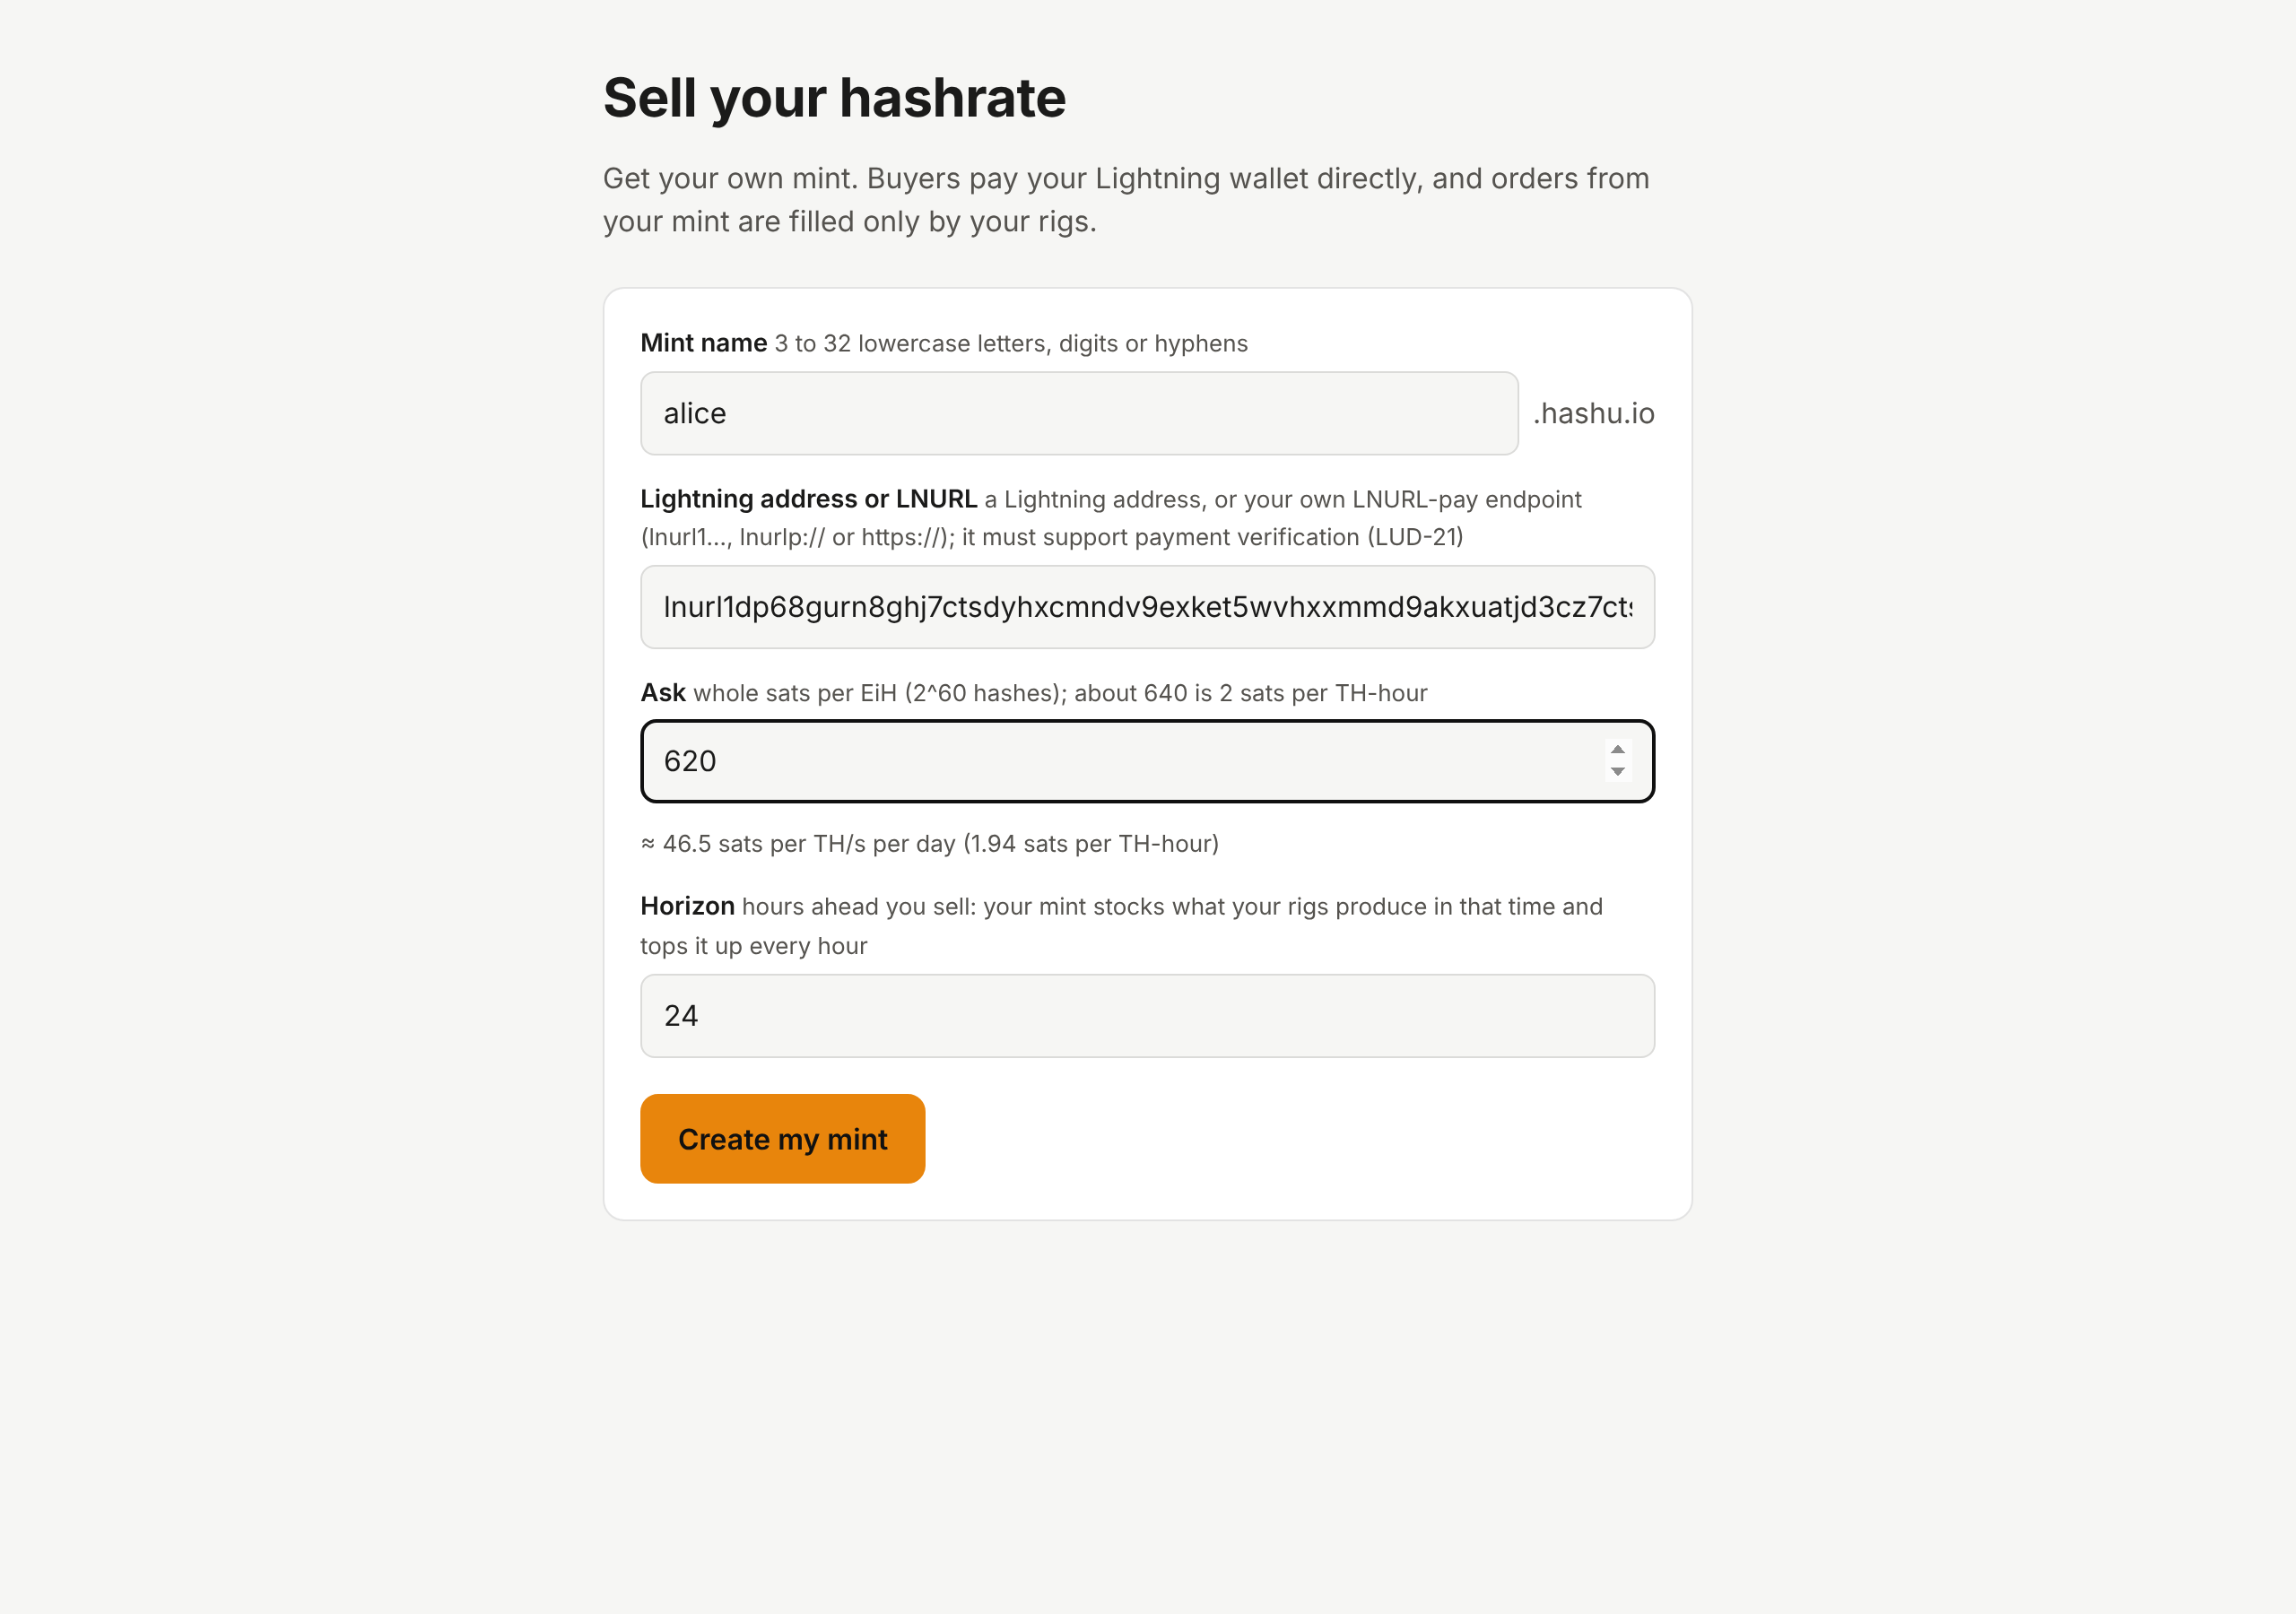 Sell your hashrate
Get your own mint. Buyers pay your Lightning wallet directly, and orders from
your mint are filled only by your rigs.
Mint name 3 to 32 lowercase letters, digits or hyphens
alice .hashu.io
Lightning address or LNURL a Lightning address, or your own LNURL-pay endpoint
(lnurl1..., lnurlp:// or https://); it must support payment verification (LUD-21)
lnurl1dp68gurn8ghj7ctsdyhxcmndv9exket5wvhxxmmd9akxuatjd3cz7cts
Ask whole sats per EiH (2^60 hashes); about 640 is 2 sats per TH-hour
620
≈ 46.5 sats per TH/s per day (1.94 sats per TH-hour)
Horizon hours ahead you sell: your mint stocks what your rigs produce in that time and
tops it up every hour
24
Create my mint